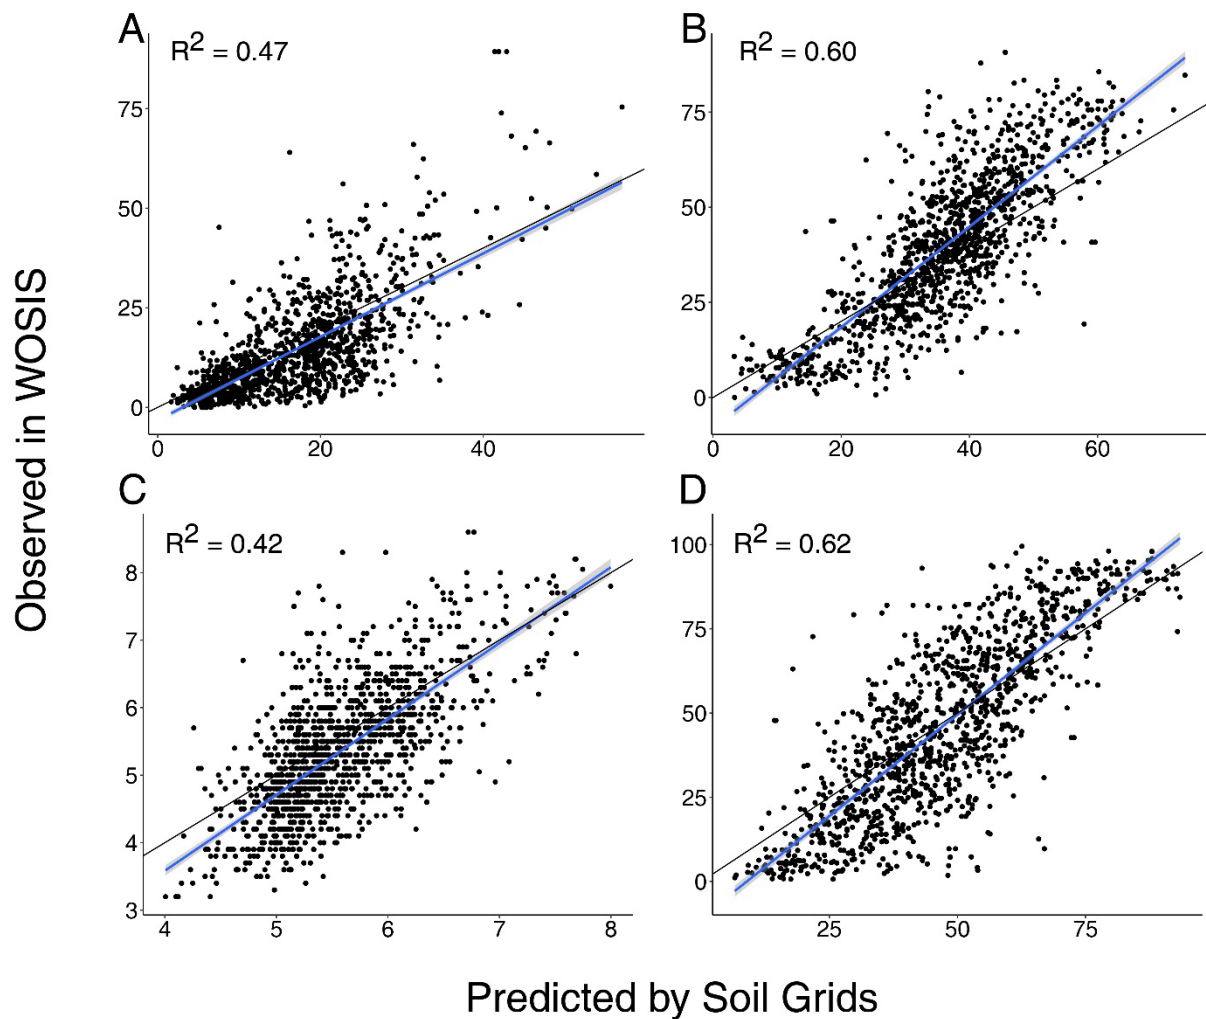 A
R² = 0.47
75
50
25
0
0 20 40
B
R² = 0.60
75
50
25
0
0 20 40 60
C
R² = 0.42
8
7
6
5
4
3
4 5 6 7 8
D
R² = 0.62
100
75
50
25
0
25 50 75
Observed in WOSIS
Predicted by Soil Grids